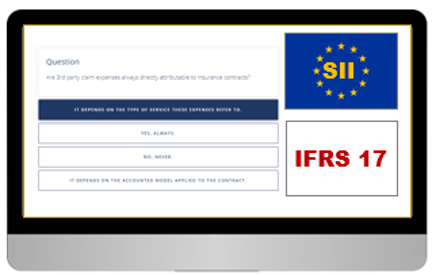 Question
Are 3rd party claim expenses always directly attributable to insurance contracts?
IT DEPENDS ON THE TYPE OF SERVICE THESE EXPENSES REFER TO.
YES, ALWAYS.
NO, NEVER.
IT DEPENDS ON THE ACCOUNTED MODEL APPLIED TO THE CONTRACT.
SII
IFRS 17